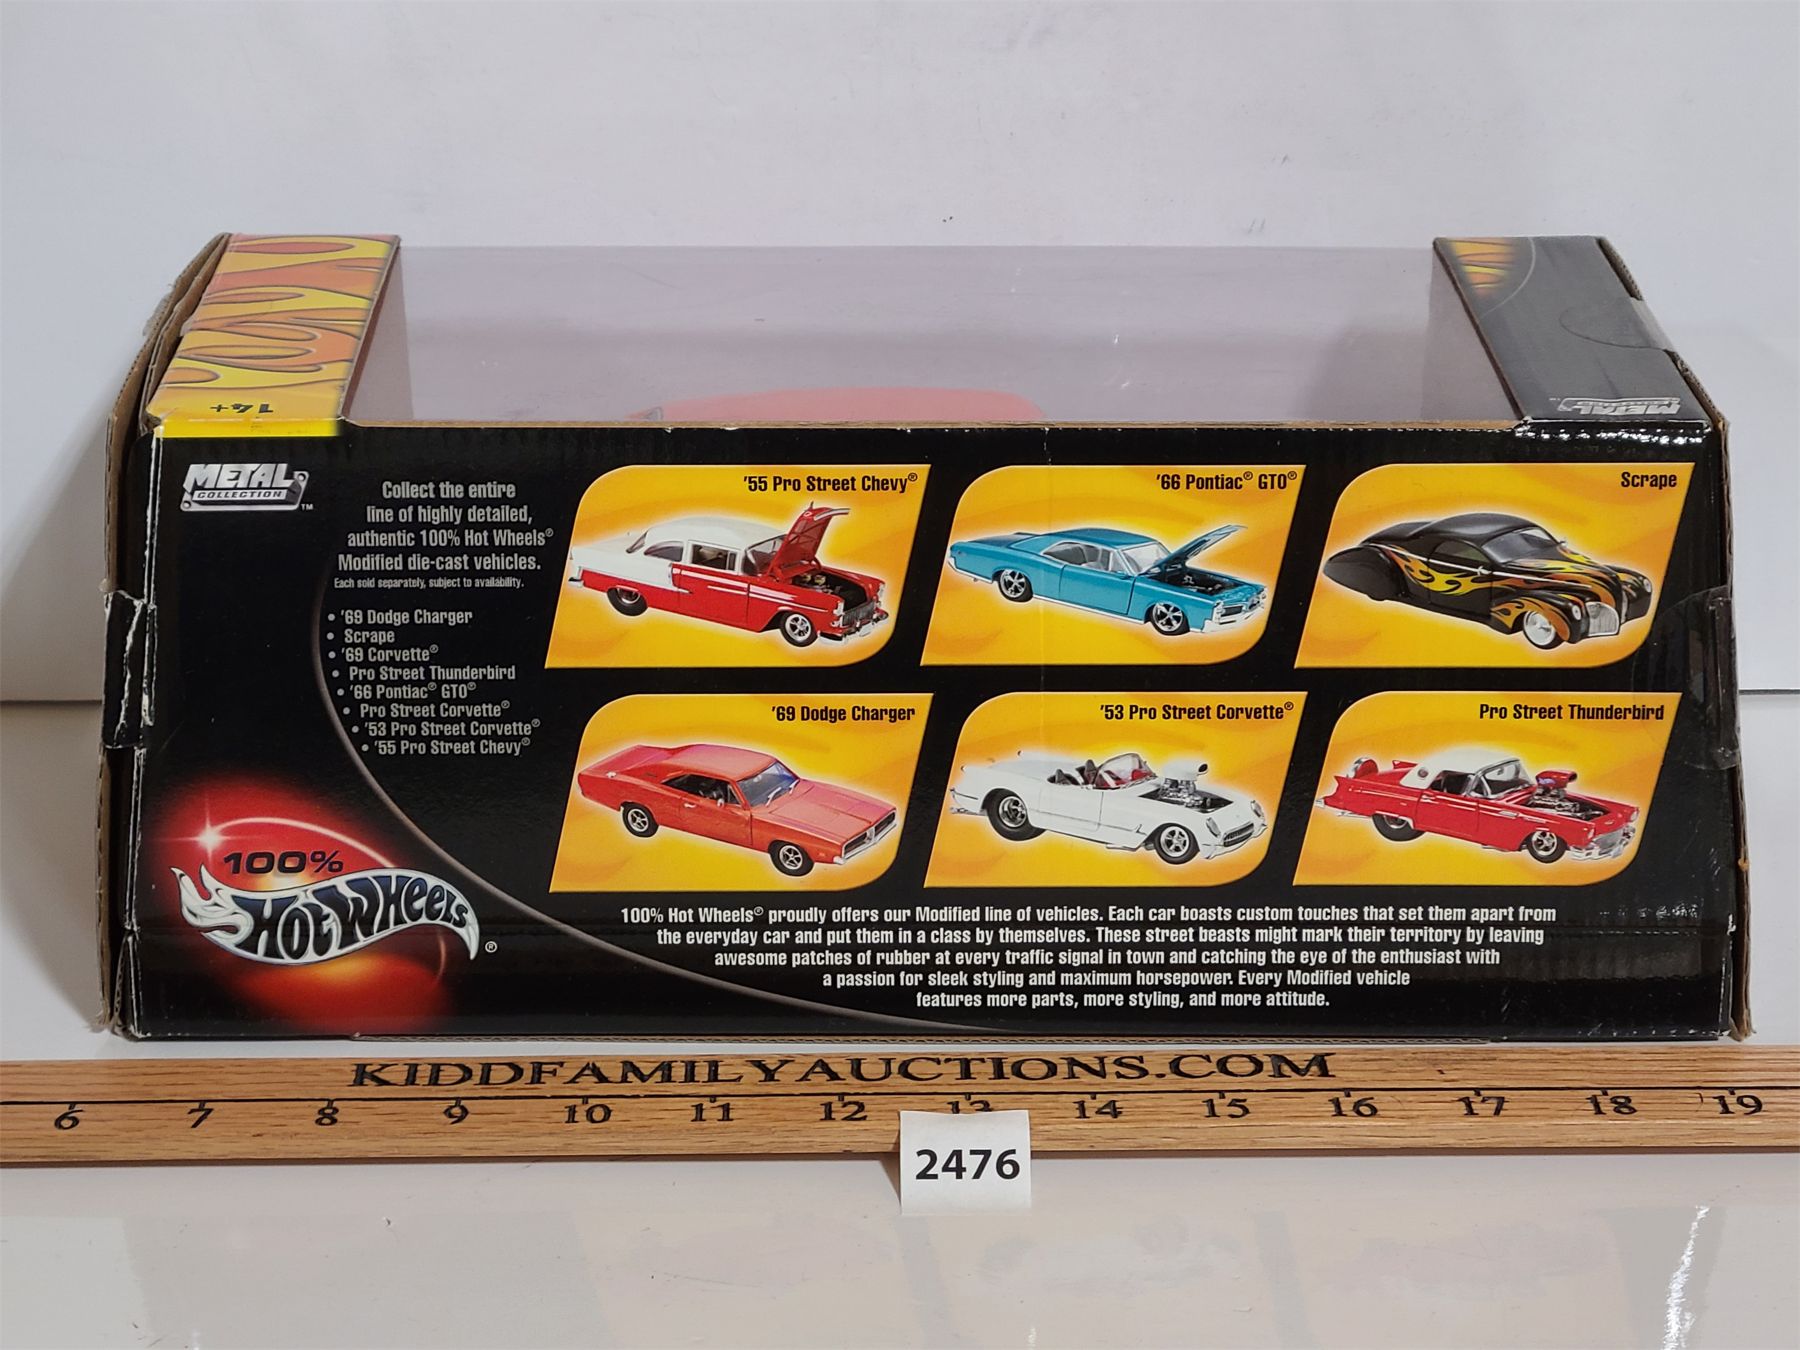 14+
METAL
COLLECTION
METAL
COLLECTION™
Collect the entire
line of highly detailed,
authentic 100% Hot Wheels®
Modified die-cast vehicles.
Each sold separately, subject to availability.
• '69 Dodge Charger
• Scrape
• '69 Corvette®
• Pro Street Thunderbird
• '66 Pontiac® GTO®
• Pro Street Corvette®
• '53 Pro Street Corvette®
• '55 Pro Street Chevy®
100%
Hot Wheels®
'55 Pro Street Chevy®
'66 Pontiac® GTO®
Scrape
'69 Dodge Charger
'53 Pro Street Corvette®
Pro Street Thunderbird
100% Hot Wheels® proudly offers our Modified line of vehicles. Each car boasts custom touches that set them apart from
the everyday car and put them in a class by themselves. These street beasts might mark their territory by leaving
awesome patches of rubber at every traffic signal in town and catching the eye of the enthusiast with
a passion for sleek styling and maximum horsepower. Every Modified vehicle
features more parts, more styling, and more attitude.
KIDDFAMILYAUCTIONS.COM
6 7 8 9 10 11 12 13 14 15 16 17 18 19
2476